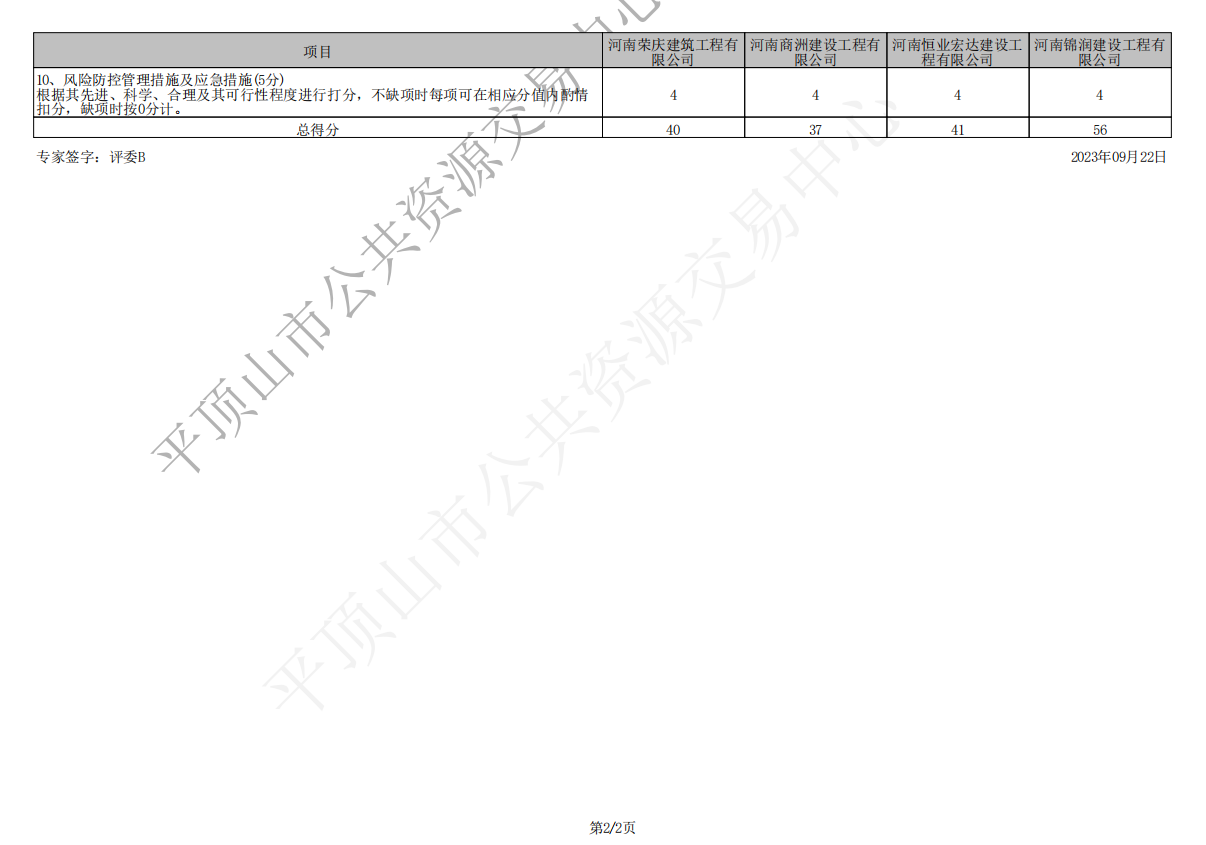 项目
河南荣庆建筑工程有
限公司
河南商洲建设工程有
限公司
河南恒业宏达建设工
程有限公司
河南锦润建设工程有
限公司
10、风险防控管理措施及应急措施(5分)
根据其先进、科学、合理及其可行性程度进行打分，不缺项时每项可在相应分值内酌情
扣分，缺项时按0分计。
4
4
4
4
总得分
40
37
41
56
专家签字：评委B
2023年09月22日
平顶山市公共资源交易中心
平顶山市公共资源交易中心
第2/2页